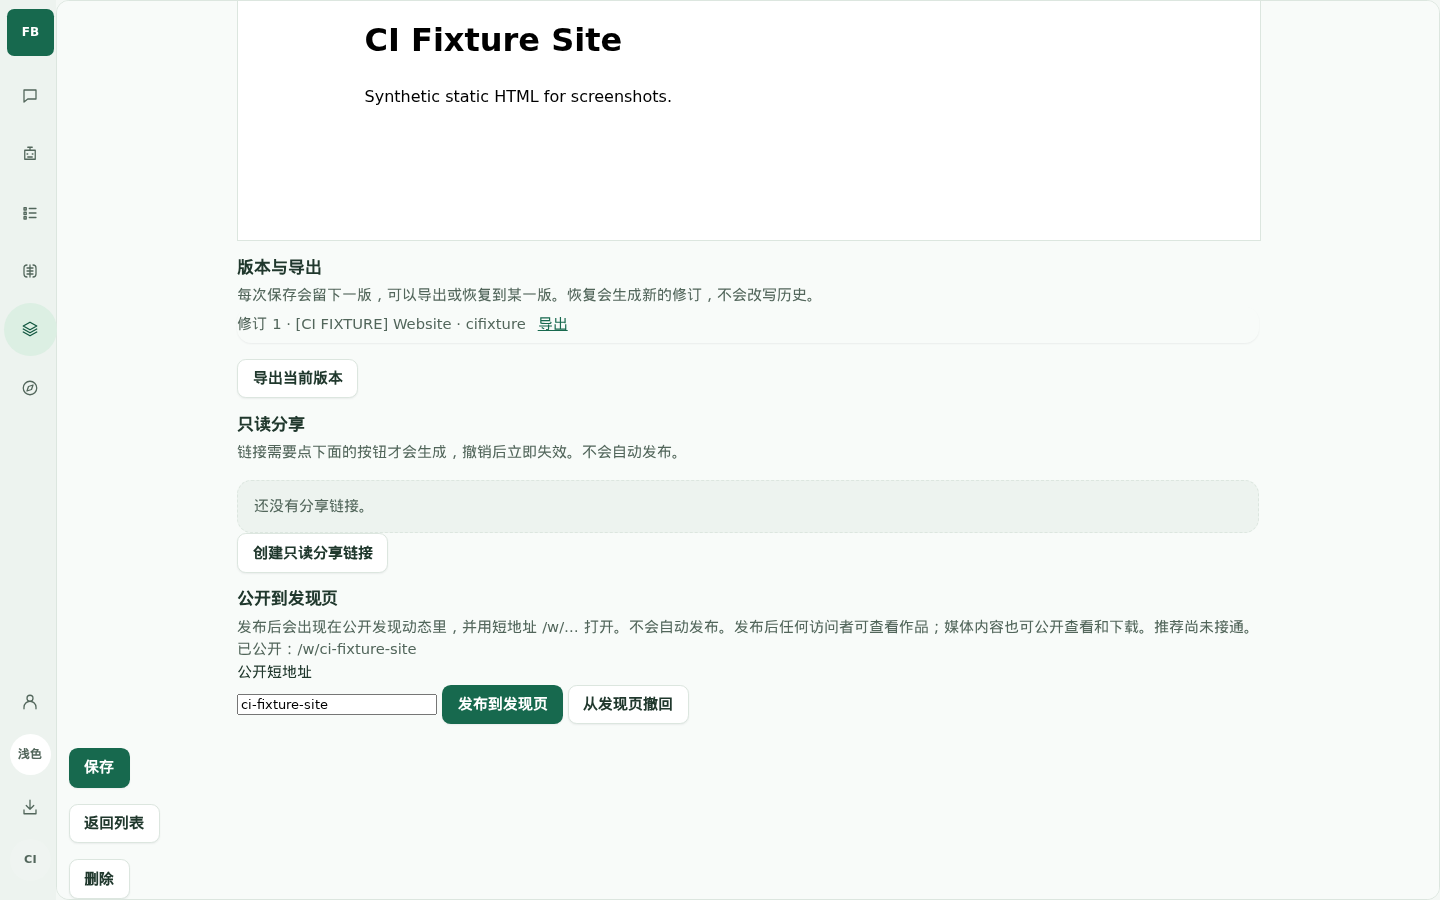 FB
CI Fixture Site
Synthetic static HTML for screenshots.
版本与导出
每次保存会留下一版，可以导出或恢复到某一版。恢复会生成新的修订，不会改写历史。
修订 1 · [CI FIXTURE] Website · cifixture 导出
导出当前版本
只读分享
链接需要点下面的按钮才会生成，撤销后立即失效。不会自动发布。
还没有分享链接。
创建只读分享链接
公开到发现页
发布后会出现在公开发现动态里，并用短地址 /w/… 打开。不会自动发布。发布后任何访问者可查看作品；媒体内容也可公开查看和下载。推荐尚未接通。
已公开：/w/ci-fixture-site
公开短地址
ci-fixture-site 发布到发现页 从发现页撤回
浅色
保存
返回列表
CI
删除